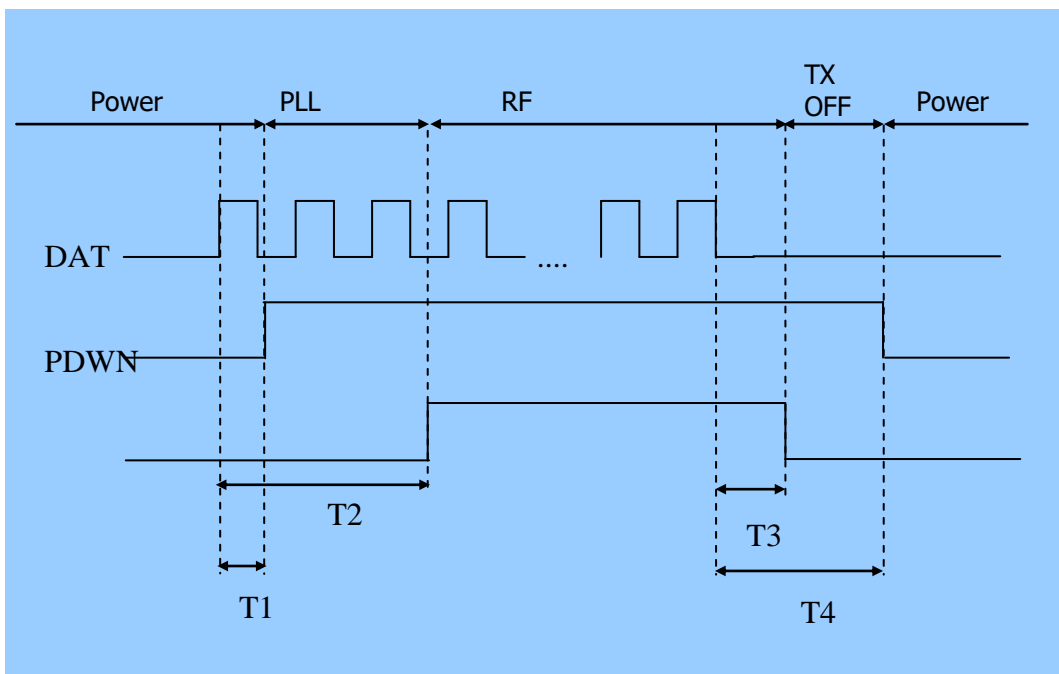 Power PLL RF TX OFF Power
DAT
....
PDWN
T2
T3
T1
T4